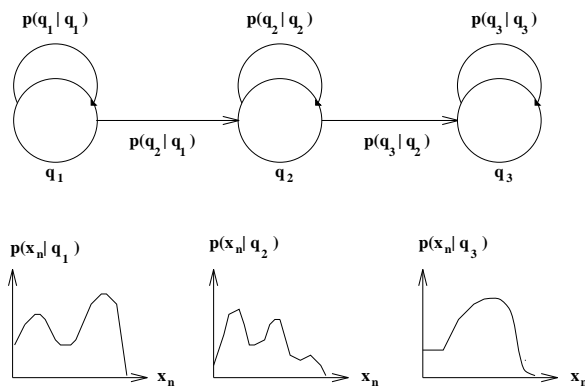 p(q₁|q₁) p(q₂|q₂) p(q₃|q₃)
p(q₂|q₁) p(q₃|q₂)
q₁ q₂ q₃
p(xₙ|q₁) p(xₙ|q₂) p(xₙ|q₃)
xₙ xₙ xₙ